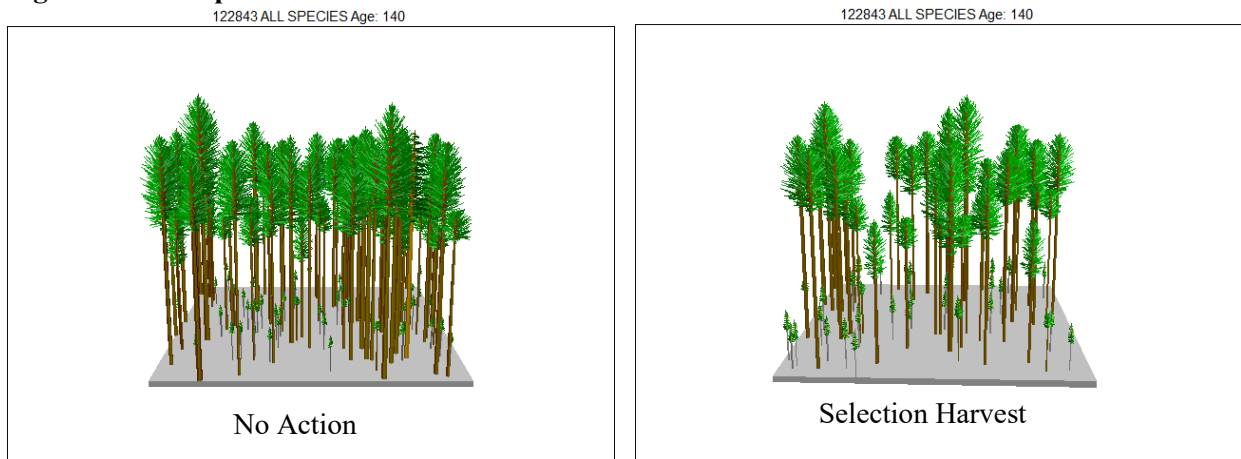 122843 ALL SPECIES Age: 140
122843 ALL SPECIES Age: 140
No Action
Selection Harvest